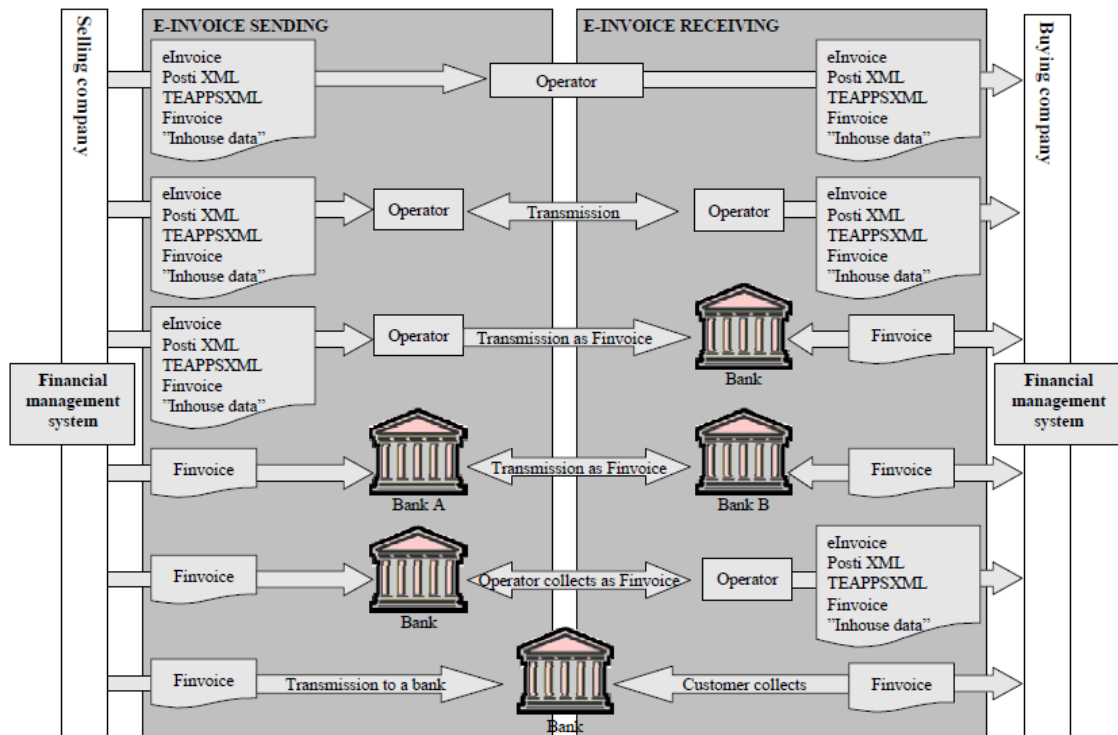 Selling company
E-INVOICE SENDING
E-INVOICE RECEIVING
Buying company
eInvoice
Posti XML
TEAPPSXML
Finvoice
"Inhouse data"
Operator
eInvoice
Posti XML
TEAPPSXML
Finvoice
"Inhouse data"
eInvoice
Posti XML
TEAPPSXML
Finvoice
"Inhouse data"
Operator
Transmission
Operator
eInvoice
Posti XML
TEAPPSXML
Finvoice
"Inhouse data"
eInvoice
Posti XML
TEAPPSXML
Finvoice
"Inhouse data"
Operator
Transmission as Finvoice
Bank
Finvoice
Financial
management
system
Financial
management
system
Finvoice
Bank A
Transmission as Finvoice
Bank B
Finvoice
Finvoice
Bank
Operator collects as Finvoice
Operator
eInvoice
Posti XML
TEAPPSXML
Finvoice
"Inhouse data"
Finvoice
Transmission to a bank
Bank
Customer collects
Finvoice